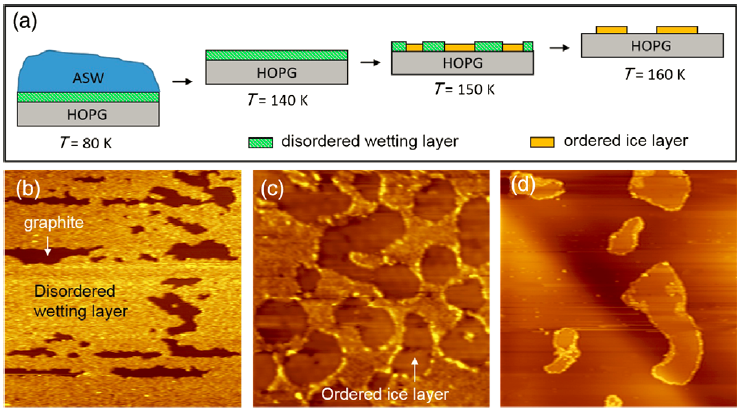 (a)
ASW
HOPG
T = 80 K
HOPG
T = 140 K
HOPG
T = 150 K
HOPG
T = 160 K
disordered wetting layer
ordered ice layer
(b)
graphite
Disordered
wetting layer
(c)
Ordered ice layer
(d)